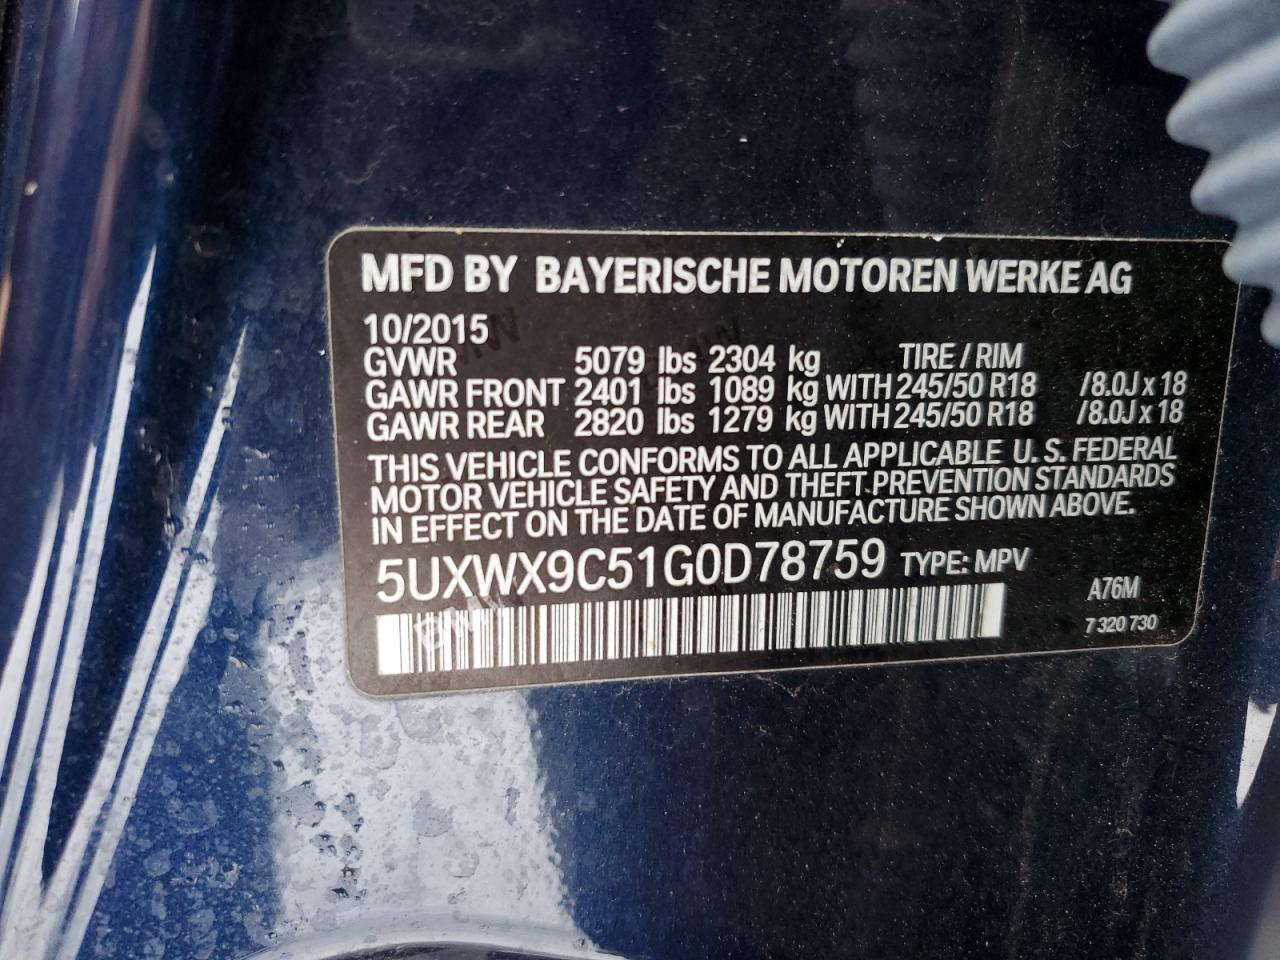 MFD BY BAYERISCHE MOTOREN WERKE AG
10/2015
GVWR 5079 lbs 2304 kg TIRE / RIM
GAWR FRONT 2401 lbs 1089 kg WITH 245/50 R18 /8.0J x 18
GAWR REAR 2820 lbs 1279 kg WITH 245/50 R18 /8.0J x 18
THIS VEHICLE CONFORMS TO ALL APPLICABLE U.S. FEDERAL
MOTOR VEHICLE SAFETY AND THEFT PREVENTION STANDARDS
IN EFFECT ON THE DATE OF MANUFACTURE SHOWN ABOVE.
5UXWX9C51G0D78759 TYPE: MPV
A76M
7 320 730